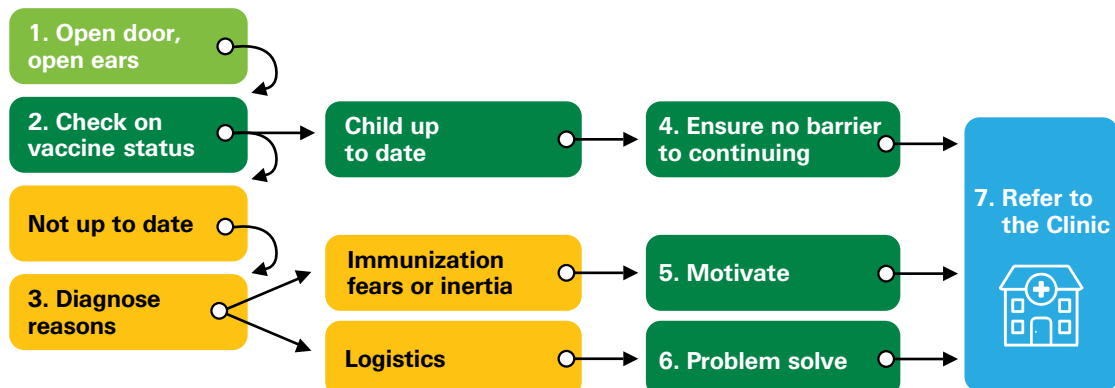 1. Open door,
open ears
2. Check on
vaccine status
Child up
to date
4. Ensure no barrier
to continuing
7. Refer to
the Clinic
Not up to date
Immunization
fears or inertia
5. Motivate
3. Diagnose
reasons
Logistics
6. Problem solve